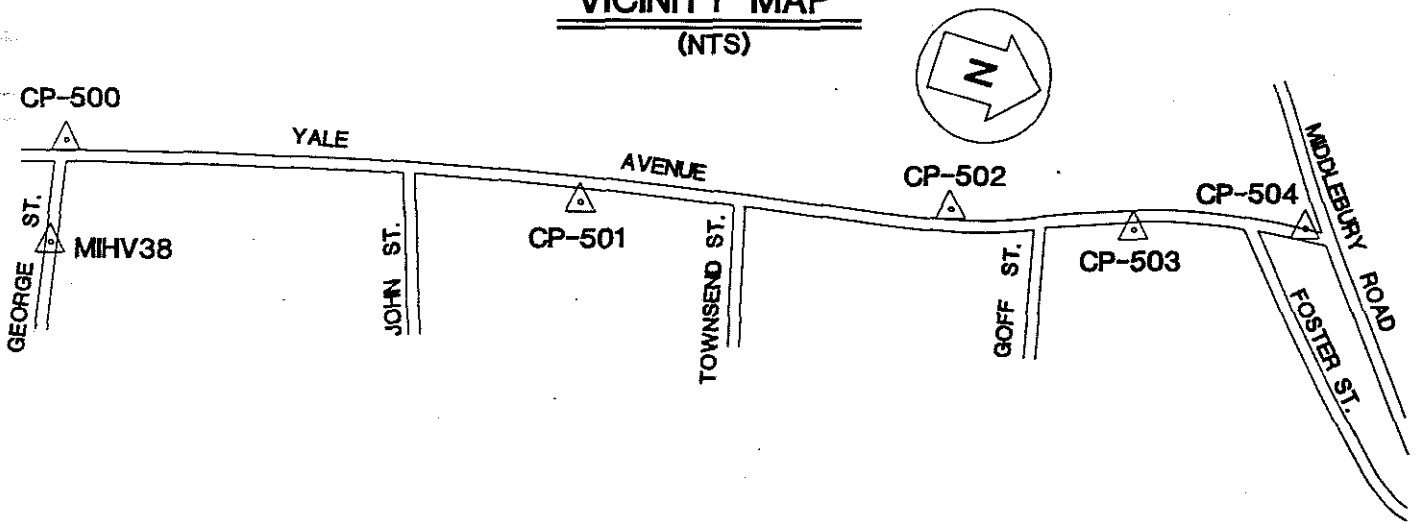 VICINITY MAP
(NTS)
N
CP-500
YALE
AVENUE
CP-502
CP-504
MIDDLEBURY ROAD
GEORGE ST.
MIHV38
JOHN ST.
CP-501
TOWNSEND ST.
GOFF ST.
CP-503
FOSTER ST.